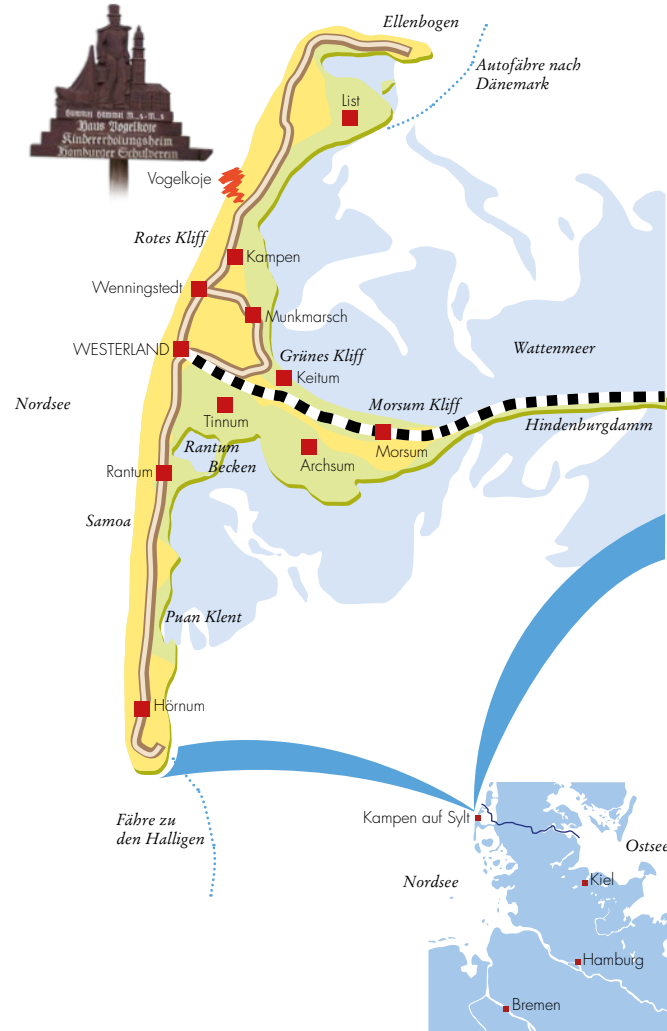 Ellenbogen
Autofähre nach
Dänemark
List
Haus Vogelkoje
Kindererholungsheim
Hamburger Schulverein
Vogelkoje
Rotes Kliff
Kampen
Wenningstedt
Munkmarsch
WESTERLAND
Grünes Kliff
Wattenmeer
Keitum
Nordsee
Morsum Kliff
Tinnum
Hindenburgdamm
Rantum
Becken
Morsum
Archsum
Rantum
Samoa
Puan Klent
Hörnum
Fähre zu
den Halligen
Kampen auf Sylt
Ostsee
Nordsee
Kiel
Hamburg
Bremen